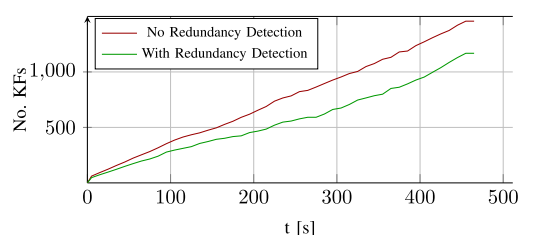 No Redundancy Detection
With Redundancy Detection
No. KFs
1,000
500
0 100 200 300 400 500
t [s]